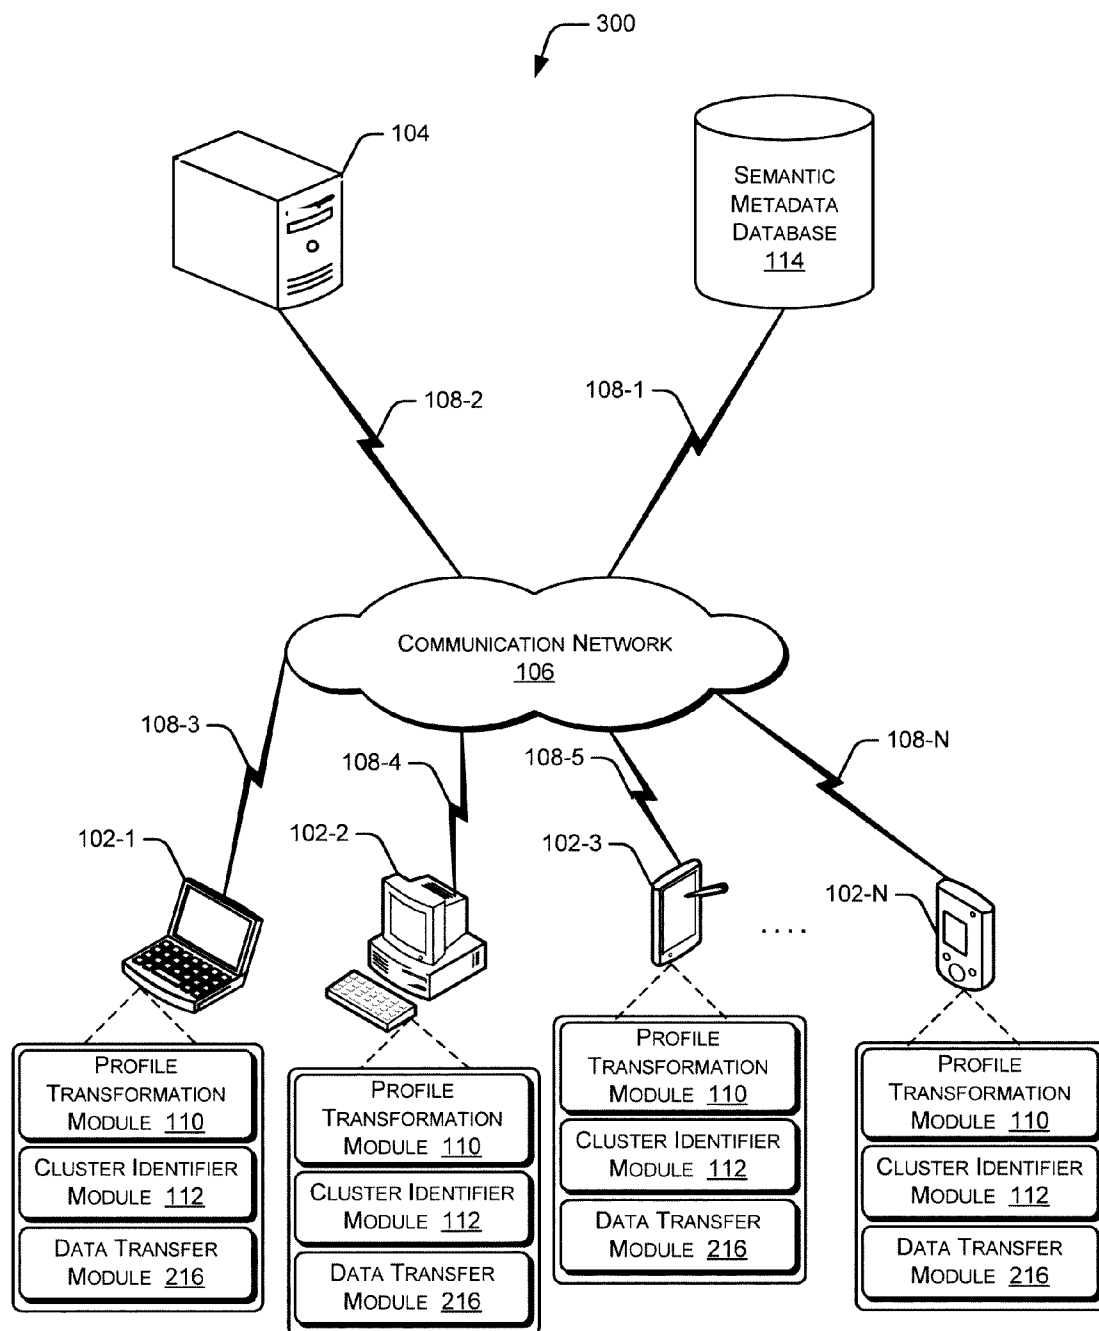 300
104
SEMANTIC
METADATA
DATABASE
114
108-2
108-1
COMMUNICATION NETWORK
106
108-3
108-4
108-5
108-N
102-1
102-2
102-3
102-N
....
PROFILE
TRANSFORMATION
MODULE 110
CLUSTER IDENTIFIER
MODULE 112
DATA TRANSFER
MODULE 216
PROFILE
TRANSFORMATION
MODULE 110
CLUSTER IDENTIFIER
MODULE 112
DATA TRANSFER
MODULE 216
PROFILE
TRANSFORMATION
MODULE 110
CLUSTER IDENTIFIER
MODULE 112
DATA TRANSFER
MODULE 216
PROFILE
TRANSFORMATION
MODULE 110
CLUSTER IDENTIFIER
MODULE 112
DATA TRANSFER
MODULE 216